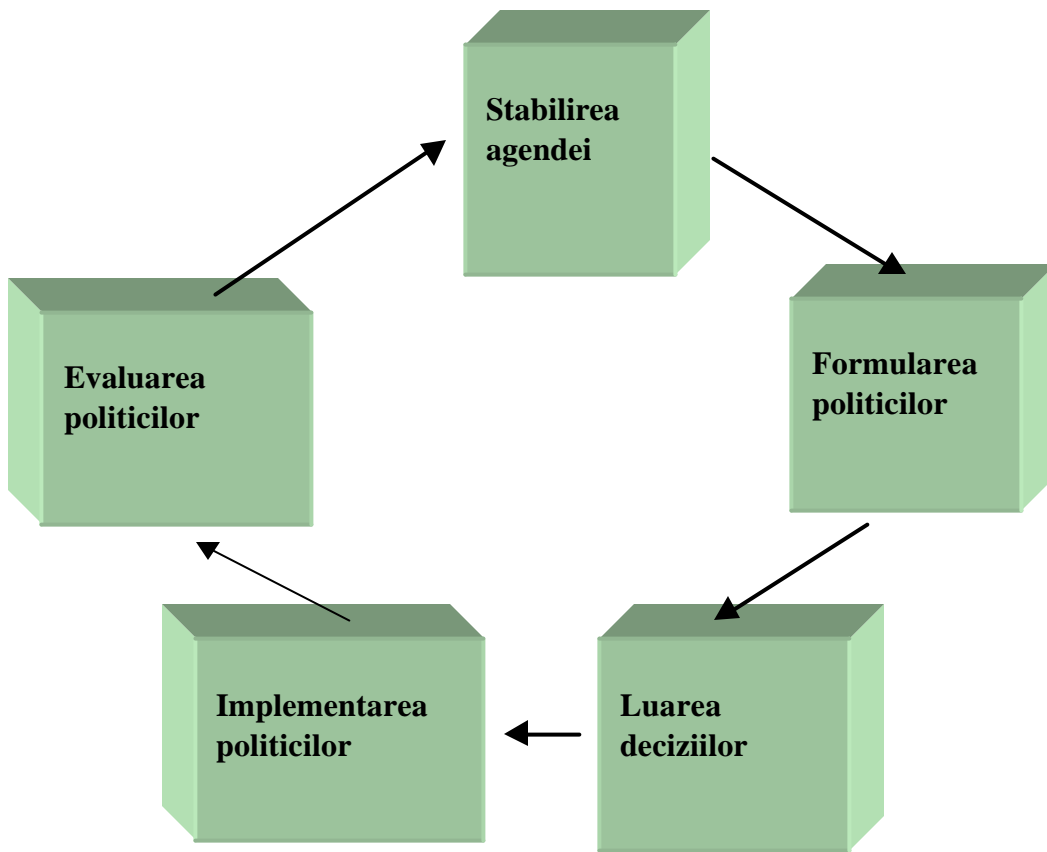 Stabilirea
agendei
Formularea
politicilor
Luarea
deciziilor
Implementarea
politicilor
Evaluarea
politicilor